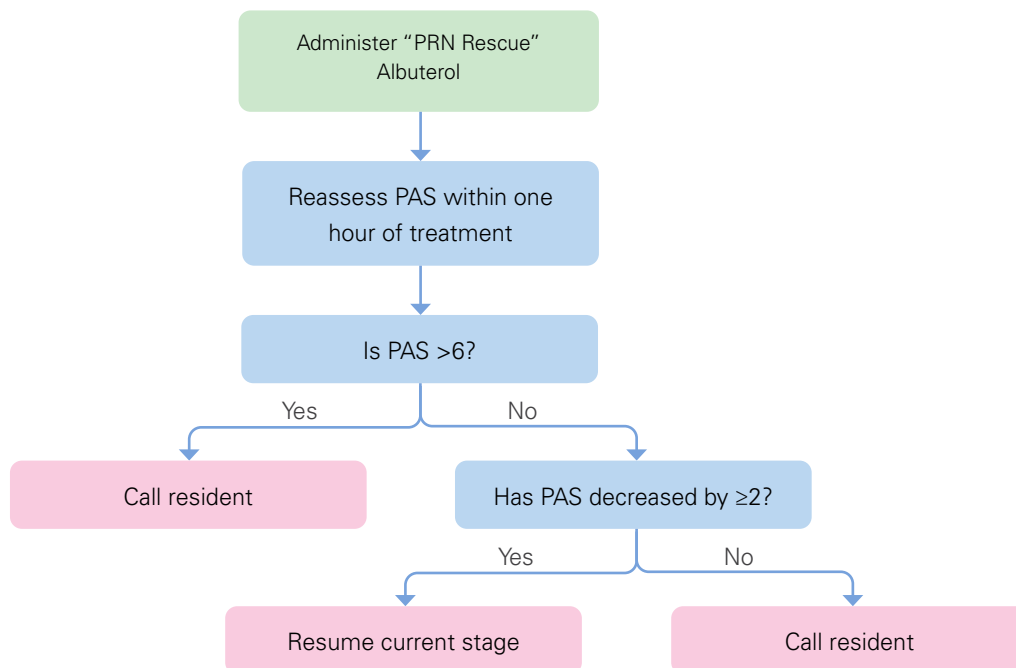 Administer “PRN Rescue”
Albuterol
Reassess PAS within one
hour of treatment
Is PAS >6?
Yes
No
Call resident
Has PAS decreased by ≥2?
Yes
No
Resume current stage
Call resident